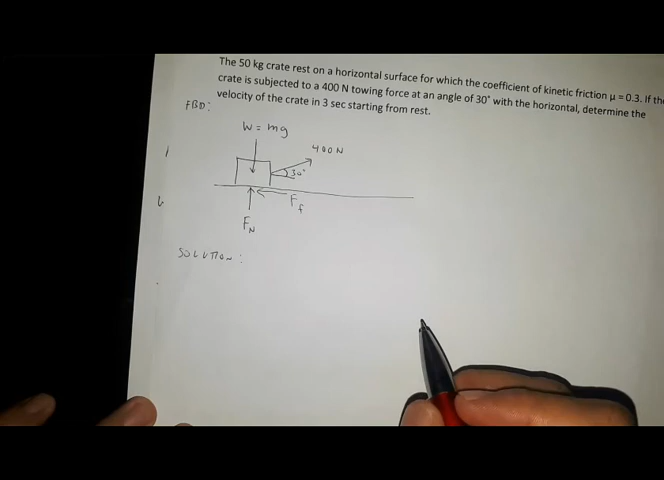 The 50 kg crate rest on a horizontal surface for which the coefficient of kinetic friction μ = 0.3. If the
crate is subjected to a 400 N towing force at an angle of 30° with the horizontal, determine the
velocity of the crate in 3 sec starting from rest.
FBD:
W = mg
400 N
30°
F_f
F_N
SOLUTION: